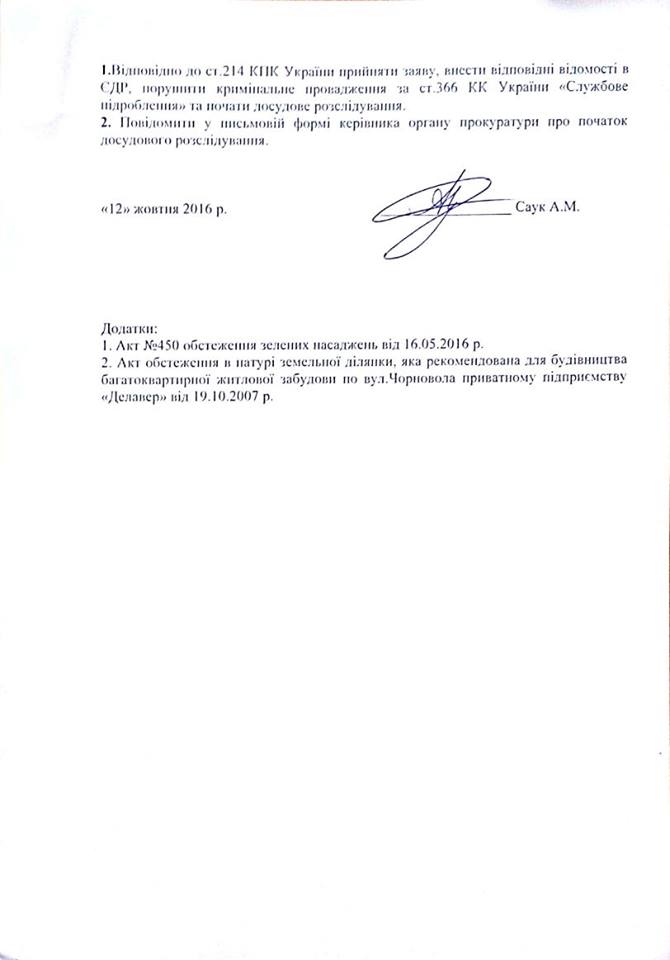 1.Відповідно до ст.214 КПК України прийняти заяву, внести відповідні відомості в
ЄДР, порушити кримінальне провадження за ст.366 КК України «Службове
підроблення» та почати досудове розслідування.
2. Повідомити у письмовій формі керівника органу прокуратури про початок
досудового розслідування.
«12» жовтня 2016 р. Саук А.М.
Додатки:
1. Акт №450 обстеження зелених насаджень від 16.05.2016 р.
2. Акт обстеження в натурі земельної ділянки, яка рекомендована для будівництва
багатоквартирної житлової забудови по вул.Чорновола приватному підприємству
«Делавер» від 19.10.2007 р.